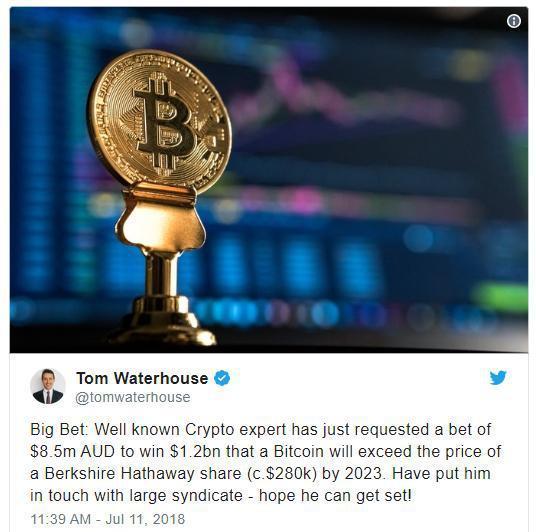 Tom Waterhouse
@tomwaterhouse
Big Bet: Well known Crypto expert has just requested a bet of
$8.5m AUD to win $1.2bn that a Bitcoin will exceed the price of
a Berkshire Hathaway share (c.$280k) by 2023. Have put him
in touch with large syndicate - hope he can get set!
11:39 AM - Jul 11, 2018